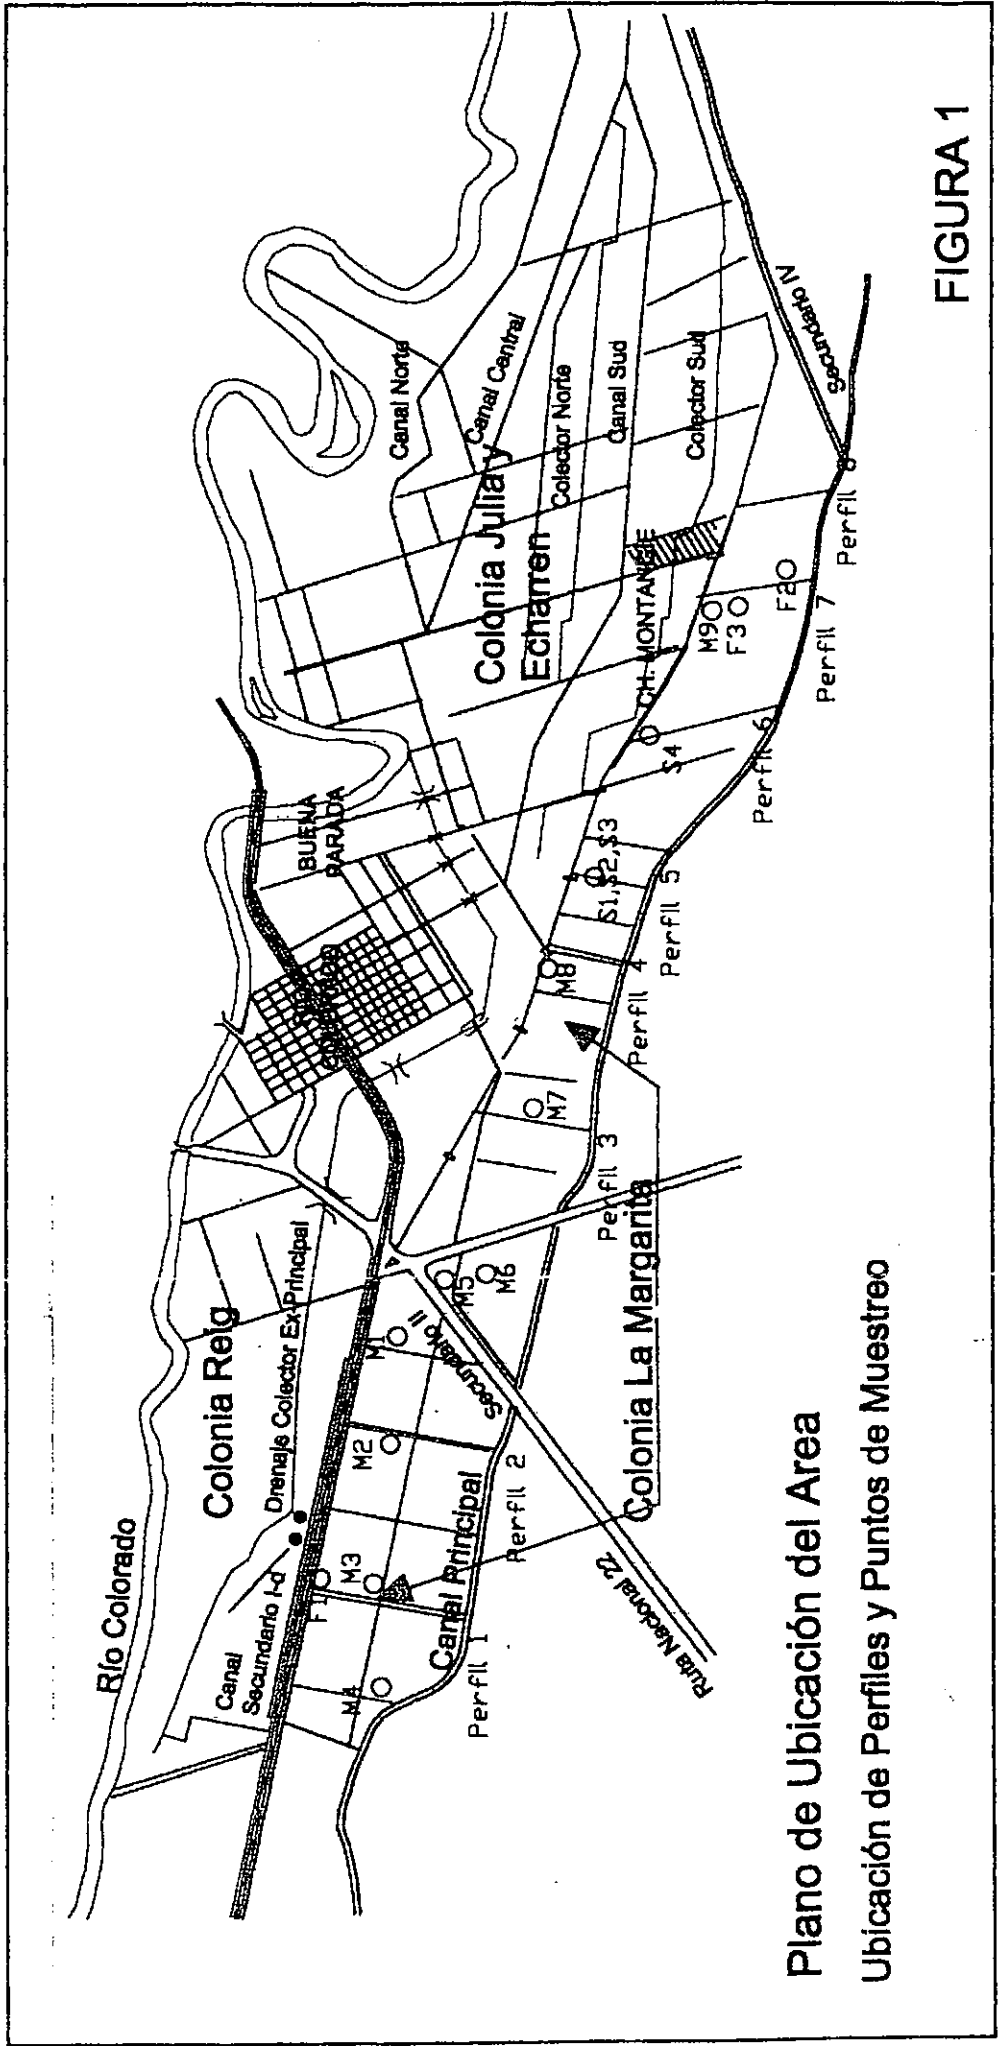 Río Colorado
Colonia Reig
Canal
Secundario I-d
Drenaje Colector Ex-Principal
BUENA
PARADA
Canal Norte
Canal Central
Colonia Julia y
Echarren
Colector Norte
Canal Sud
Colector Sud
CH. MONTANGIE
Secundario IV
Secundario II
Canal Principal
Ruta Nacional 22
Colonia La Margarita
F1
M4
M3
M2
M1
M5
M6
M7
M8
S1,S2,S3
S4
M9
F3
F2
Perfil 1
Perfil 2
Perfil 3
Perfil 4
Perfil 5
Perfil 6
Perfil 7
Perfil 8
Plano de Ubicación del Area
Ubicación de Perfiles y Puntos de Muestreo
FIGURA 1